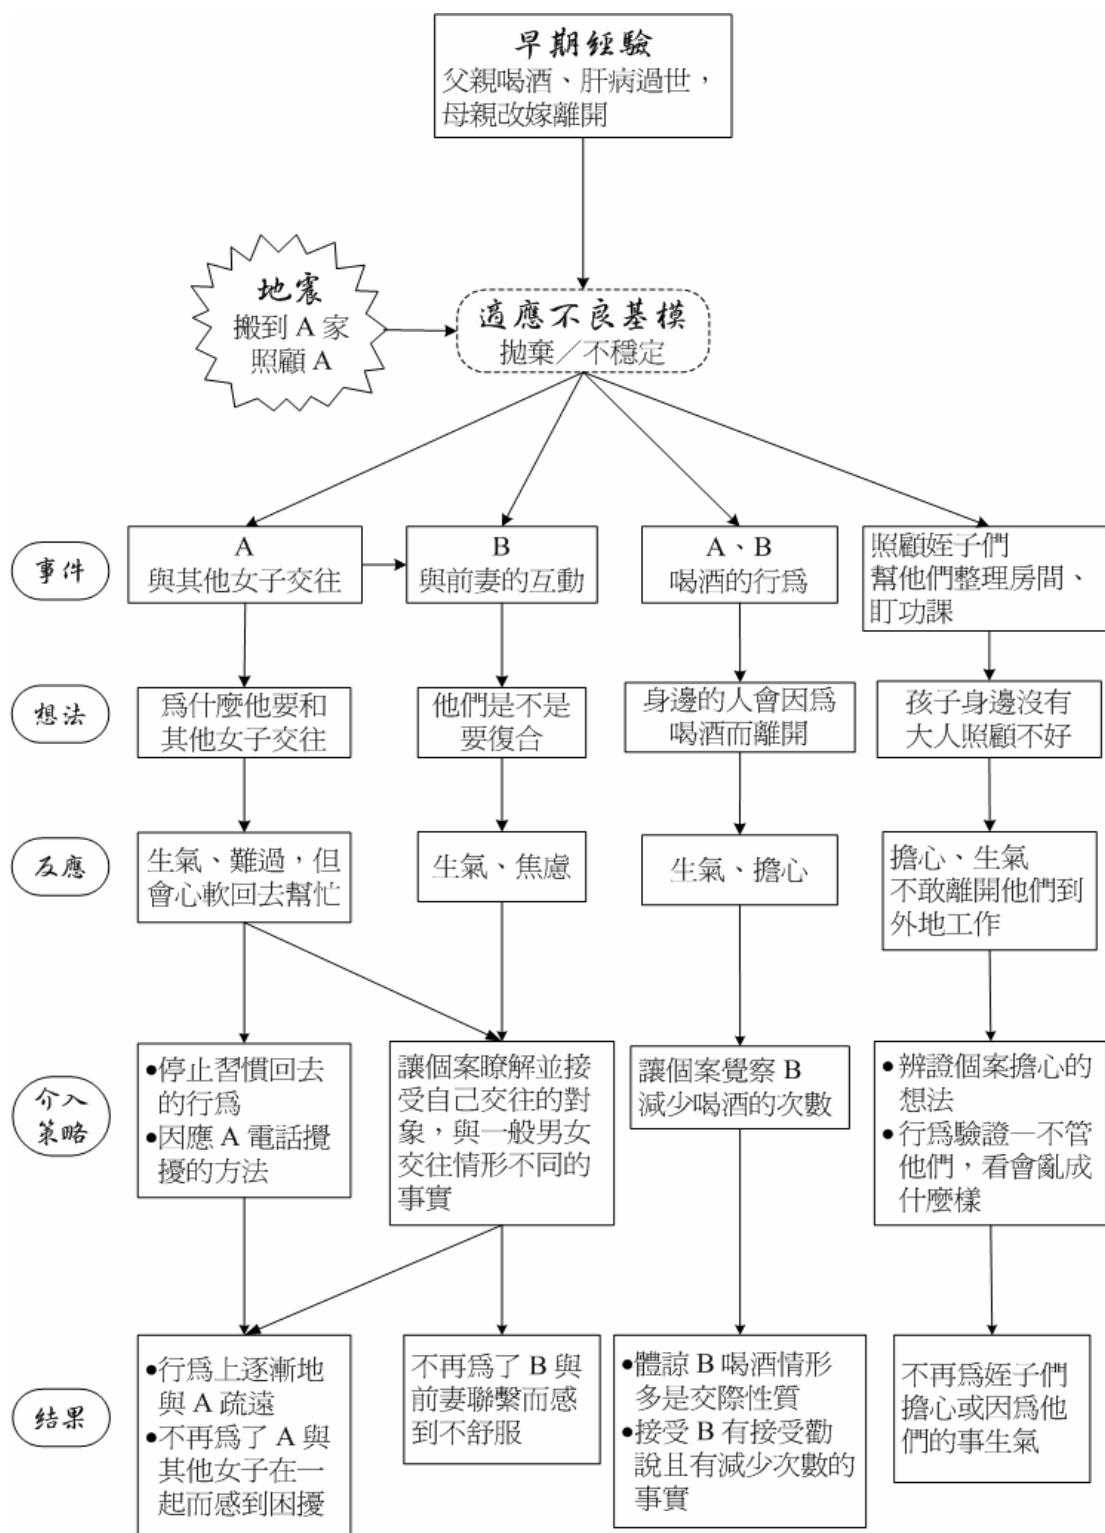 早期經驗
父親喝酒、肝病過世，
母親改嫁離開
地震
搬到 A 家
照顧 A
適應不良基模
拋棄／不穩定
事件
A
與其他女子交往
B
與前妻的互動
A、B
喝酒的行為
照顧姪子們
幫他們整理房間、
盯功課
想法
為什麼他要和
其他女子交往
他們是不是
要復合
身邊的人會因為
喝酒而離開
孩子身邊沒有
大人照顧不好
反應
生氣、難過，但
會心軟回去幫忙
生氣、焦慮
生氣、擔心
擔心、生氣
不敢離開他們到
外地工作
介入
策略
•停止習慣回去
的行為
•因應 A 電話攪
擾的方法
讓個案瞭解並接
受自己交往的對
象，與一般男女
交往情形不同的
事實
讓個案覺察 B
減少喝酒的次數
•辨證個案擔心的
想法
•行為驗證—不管
他們，看會亂成
什麼樣
結果
•行為上逐漸地
與 A 疏遠
•不再為了 A 與
其他女子在一
起而感到困擾
不再為了 B 與
前妻聯繫而感
到不舒服
•體諒 B 喝酒情形
多是交際性質
•接受 B 有接受勸
說且有減少次數的
事實
不再為姪子們
擔心或因為他
們的事生氣